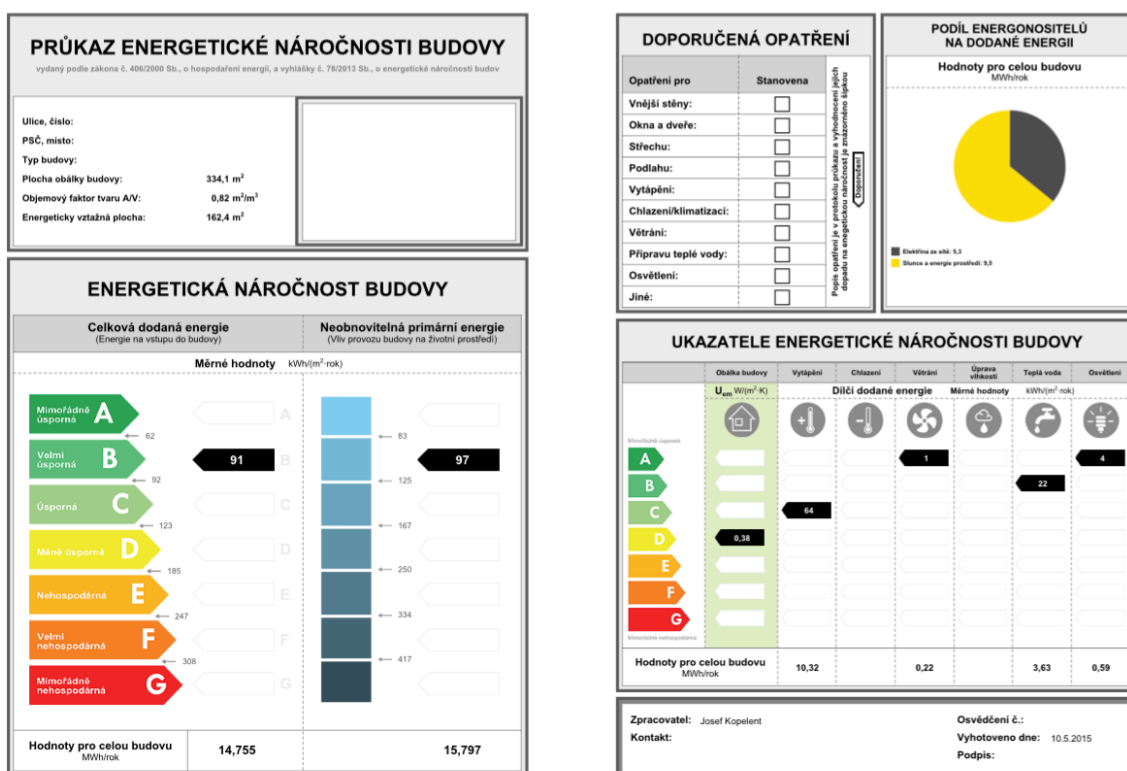 PRŮKAZ ENERGETICKÉ NÁROČNOSTI BUDOVY
vydaný podle zákona č. 406/2000 Sb., o hospodaření energií, a vyhlášky č. 78/2013 Sb., o energetické náročnosti budov
Ulice, číslo:
PSČ, místo:
Typ budovy:
Plocha obálky budovy: 334,1 m²
Objemový faktor tvaru A/V: 0,82 m²/m³
Energeticky vztažná plocha: 162,4 m²
ENERGETICKÁ NÁROČNOST BUDOVY
Celková dodaná energie
(Energie na vstupu do budovy)
Neobnovitelná primární energie
(Vliv provozu budovy na životní prostředí)
Měrné hodnoty kWh/(m²·rok)
Mimořádně úsporná A A
62 83
Velmi úsporná B 91 B 97
92 125
Úsporná C C
123 167
Méně úsporná D D
185 250
Nehospodárná E E
247 334
Velmi nehospodárná F F
308 417
Mimořádně nehospodárná G G
Hodnoty pro celou budovu 14,755 15,797
MWh/rok
DOPORUČENÁ OPATŘENÍ
Opatření pro Stanovena
Vnější stěny:
Okna a dveře:
Střechu:
Podlahu:
Vytápění:
Chlazení/klimatizaci:
Větrání:
Přípravu teplé vody:
Osvětlení:
Jiné:
Popis opatření je v protokolu průkazu a vyhodnocení jejich
dopadu na enegetickou náročnost je znázorněno šipkou
Doporučení
PODÍL ENERGONOSITELŮ
NA DODANÉ ENERGII
Hodnoty pro celou budovu
MWh/rok
Elektřina ze sítě: 5,3
Slunce a energie prostředí: 9,5
UKAZATELE ENERGETICKÉ NÁROČNOSTI BUDOVY
Obálka budovy Vytápění Chlazení Větrání Úprava vlhkosti Teplá voda Osvětlení
Uem W/(m²·K) Dílčí dodané energie Měrné hodnoty kWh/(m²·rok)
Mimořádně úsporná
A 1 4
B 22
C 64
D 0,38
E
F
G
Mimořádně nehospodárná
Hodnoty pro celou budovu 10,32 0,22 3,63 0,59
MWh/rok
Zpracovatel: Josef Kopelent
Kontakt:
Osvědčení č.:
Vyhotoveno dne: 10.5.2015
Podpis: